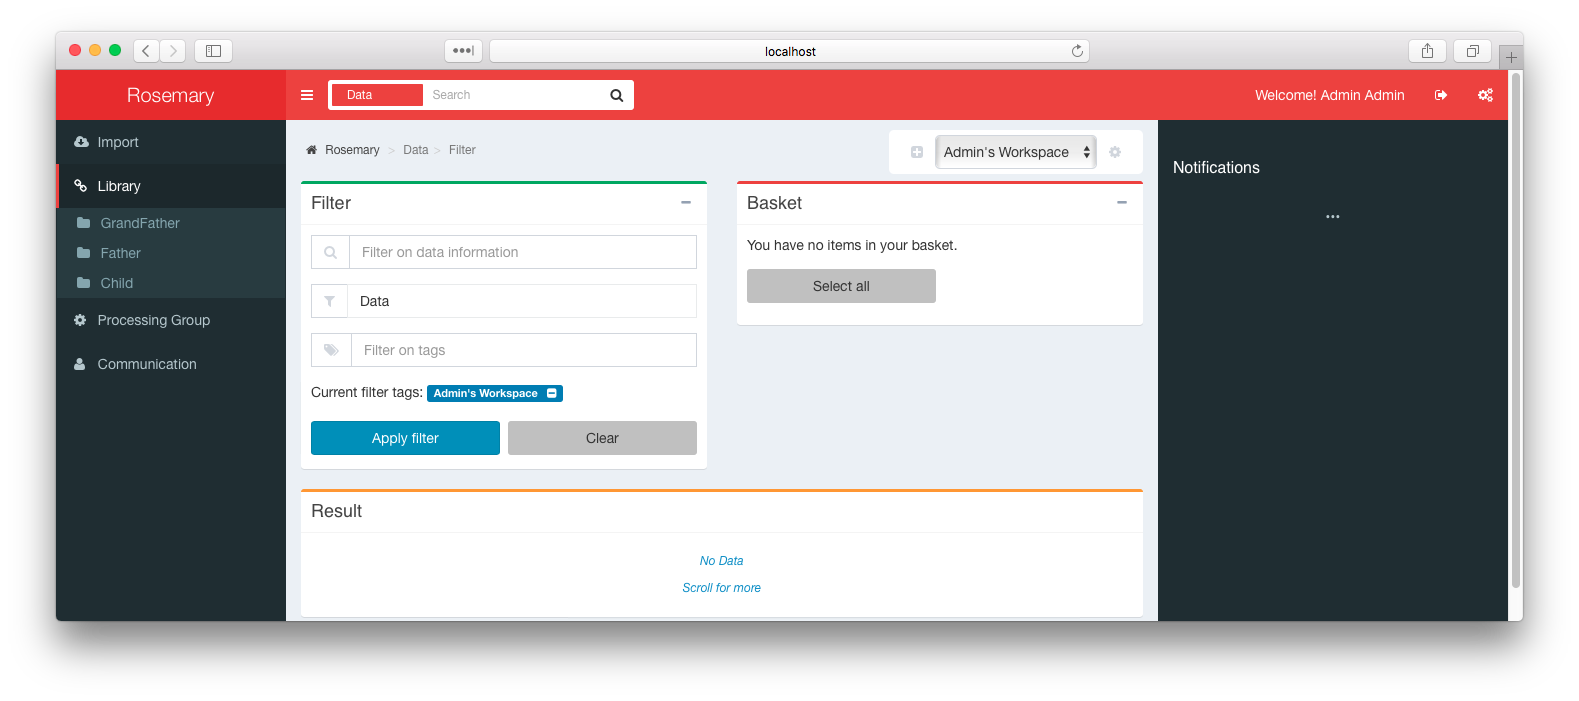 localhost
Rosemary
Data
Search
Welcome! Admin Admin
Import
Library
GrandFather
Father
Child
Processing Group
Communication
Rosemary > Data > Filter
Admin's Workspace
Filter
Filter on data information
Data
Filter on tags
Current filter tags: Admin's Workspace
Apply filter
Clear
Basket
You have no items in your basket.
Select all
Result
No Data
Scroll for more
Notifications
...